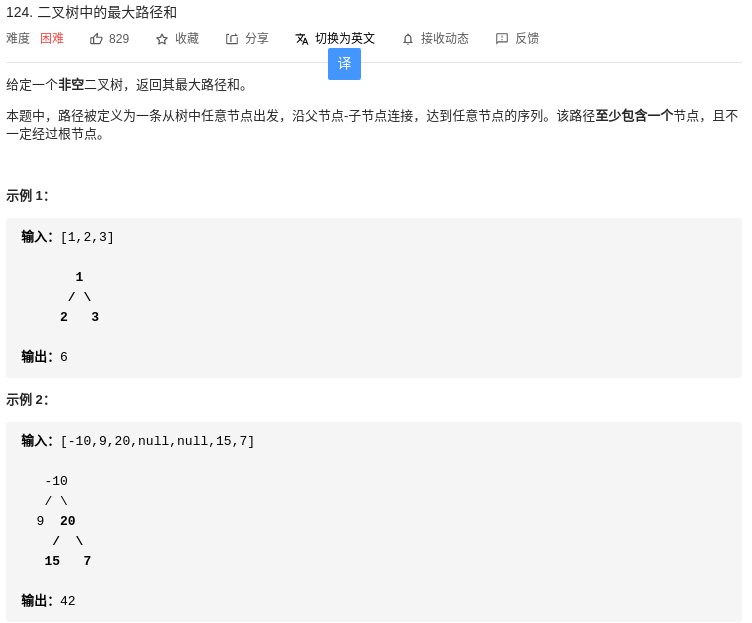 124. 二叉树中的最大路径和
难度 困难 829 收藏 分享 切换为英文 接收动态 反馈
译
给定一个非空二叉树，返回其最大路径和。
本题中，路径被定义为一条从树中任意节点出发，沿父节点-子节点连接，达到任意节点的序列。该路径至少包含一个节点，且不
一定经过根节点。
示例 1：
输入：[1,2,3]
1
/ \
2 3
输出：6
示例 2：
输入：[-10,9,20,null,null,15,7]
-10
/ \
9 20
/ \
15 7
输出：42